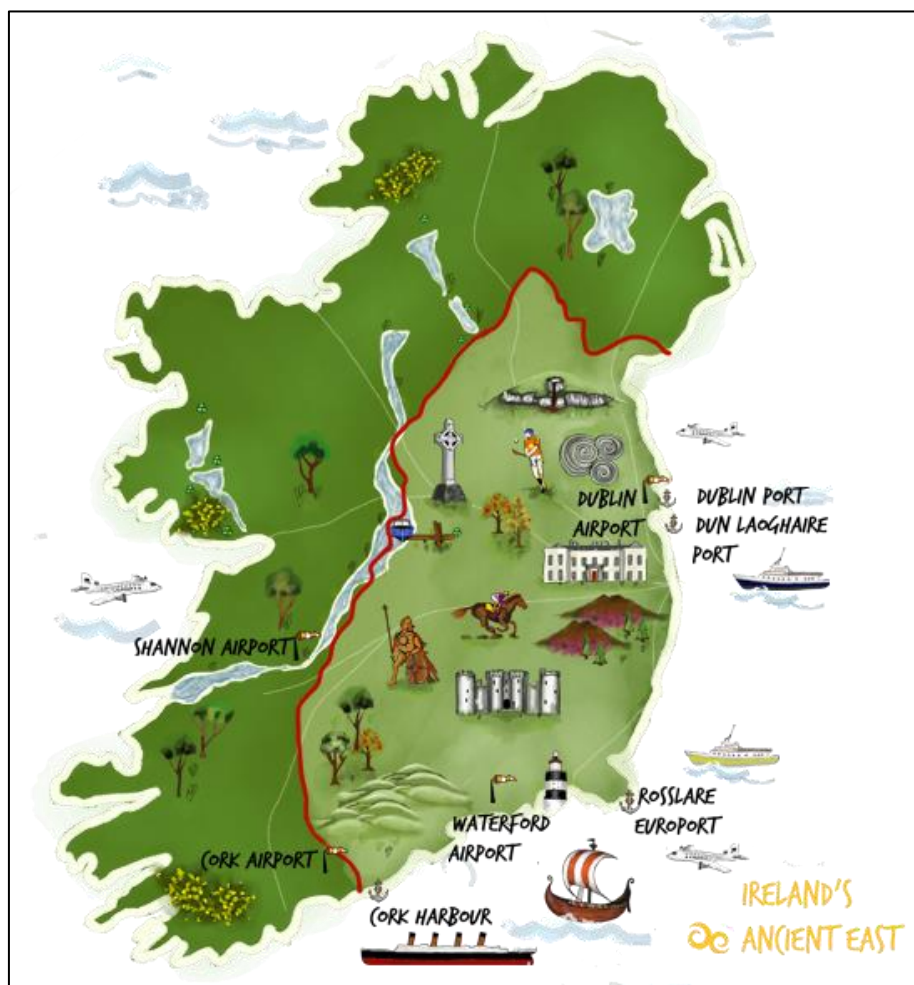 DUBLIN
AIRPORT
DUBLIN PORT
DUN LAOGHAIRE
PORT
SHANNON AIRPORT
ROSSLARE
EUROPORT
WATERFORD
AIRPORT
CORK AIRPORT
CORK HARBOUR
IRELAND'S
ANCIENT EAST